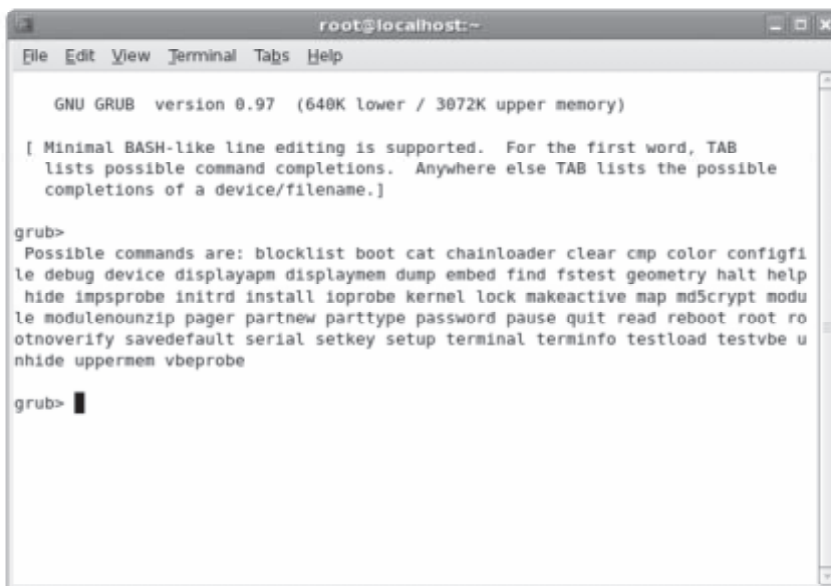 root@localhost:~
File Edit View Terminal Tabs Help
GNU GRUB version 0.97 (640K lower / 3072K upper memory)
[ Minimal BASH-like line editing is supported. For the first word, TAB
lists possible command completions. Anywhere else TAB lists the possible
completions of a device/filename.]
grub>
Possible commands are: blocklist boot cat chainloader clear cmp color configfi
le debug device displayapm displaymem dump embed find fstest geometry halt help
hide impsprobe initrd install ioprobe kernel lock makeactive map md5crypt modu
le modulenounzip pager partnew parttype password pause quit read reboot root ro
otnoverify savedefault serial setkey setup terminal terminfo testload testvbe u
nhide uppermem vbeprobe
grub>